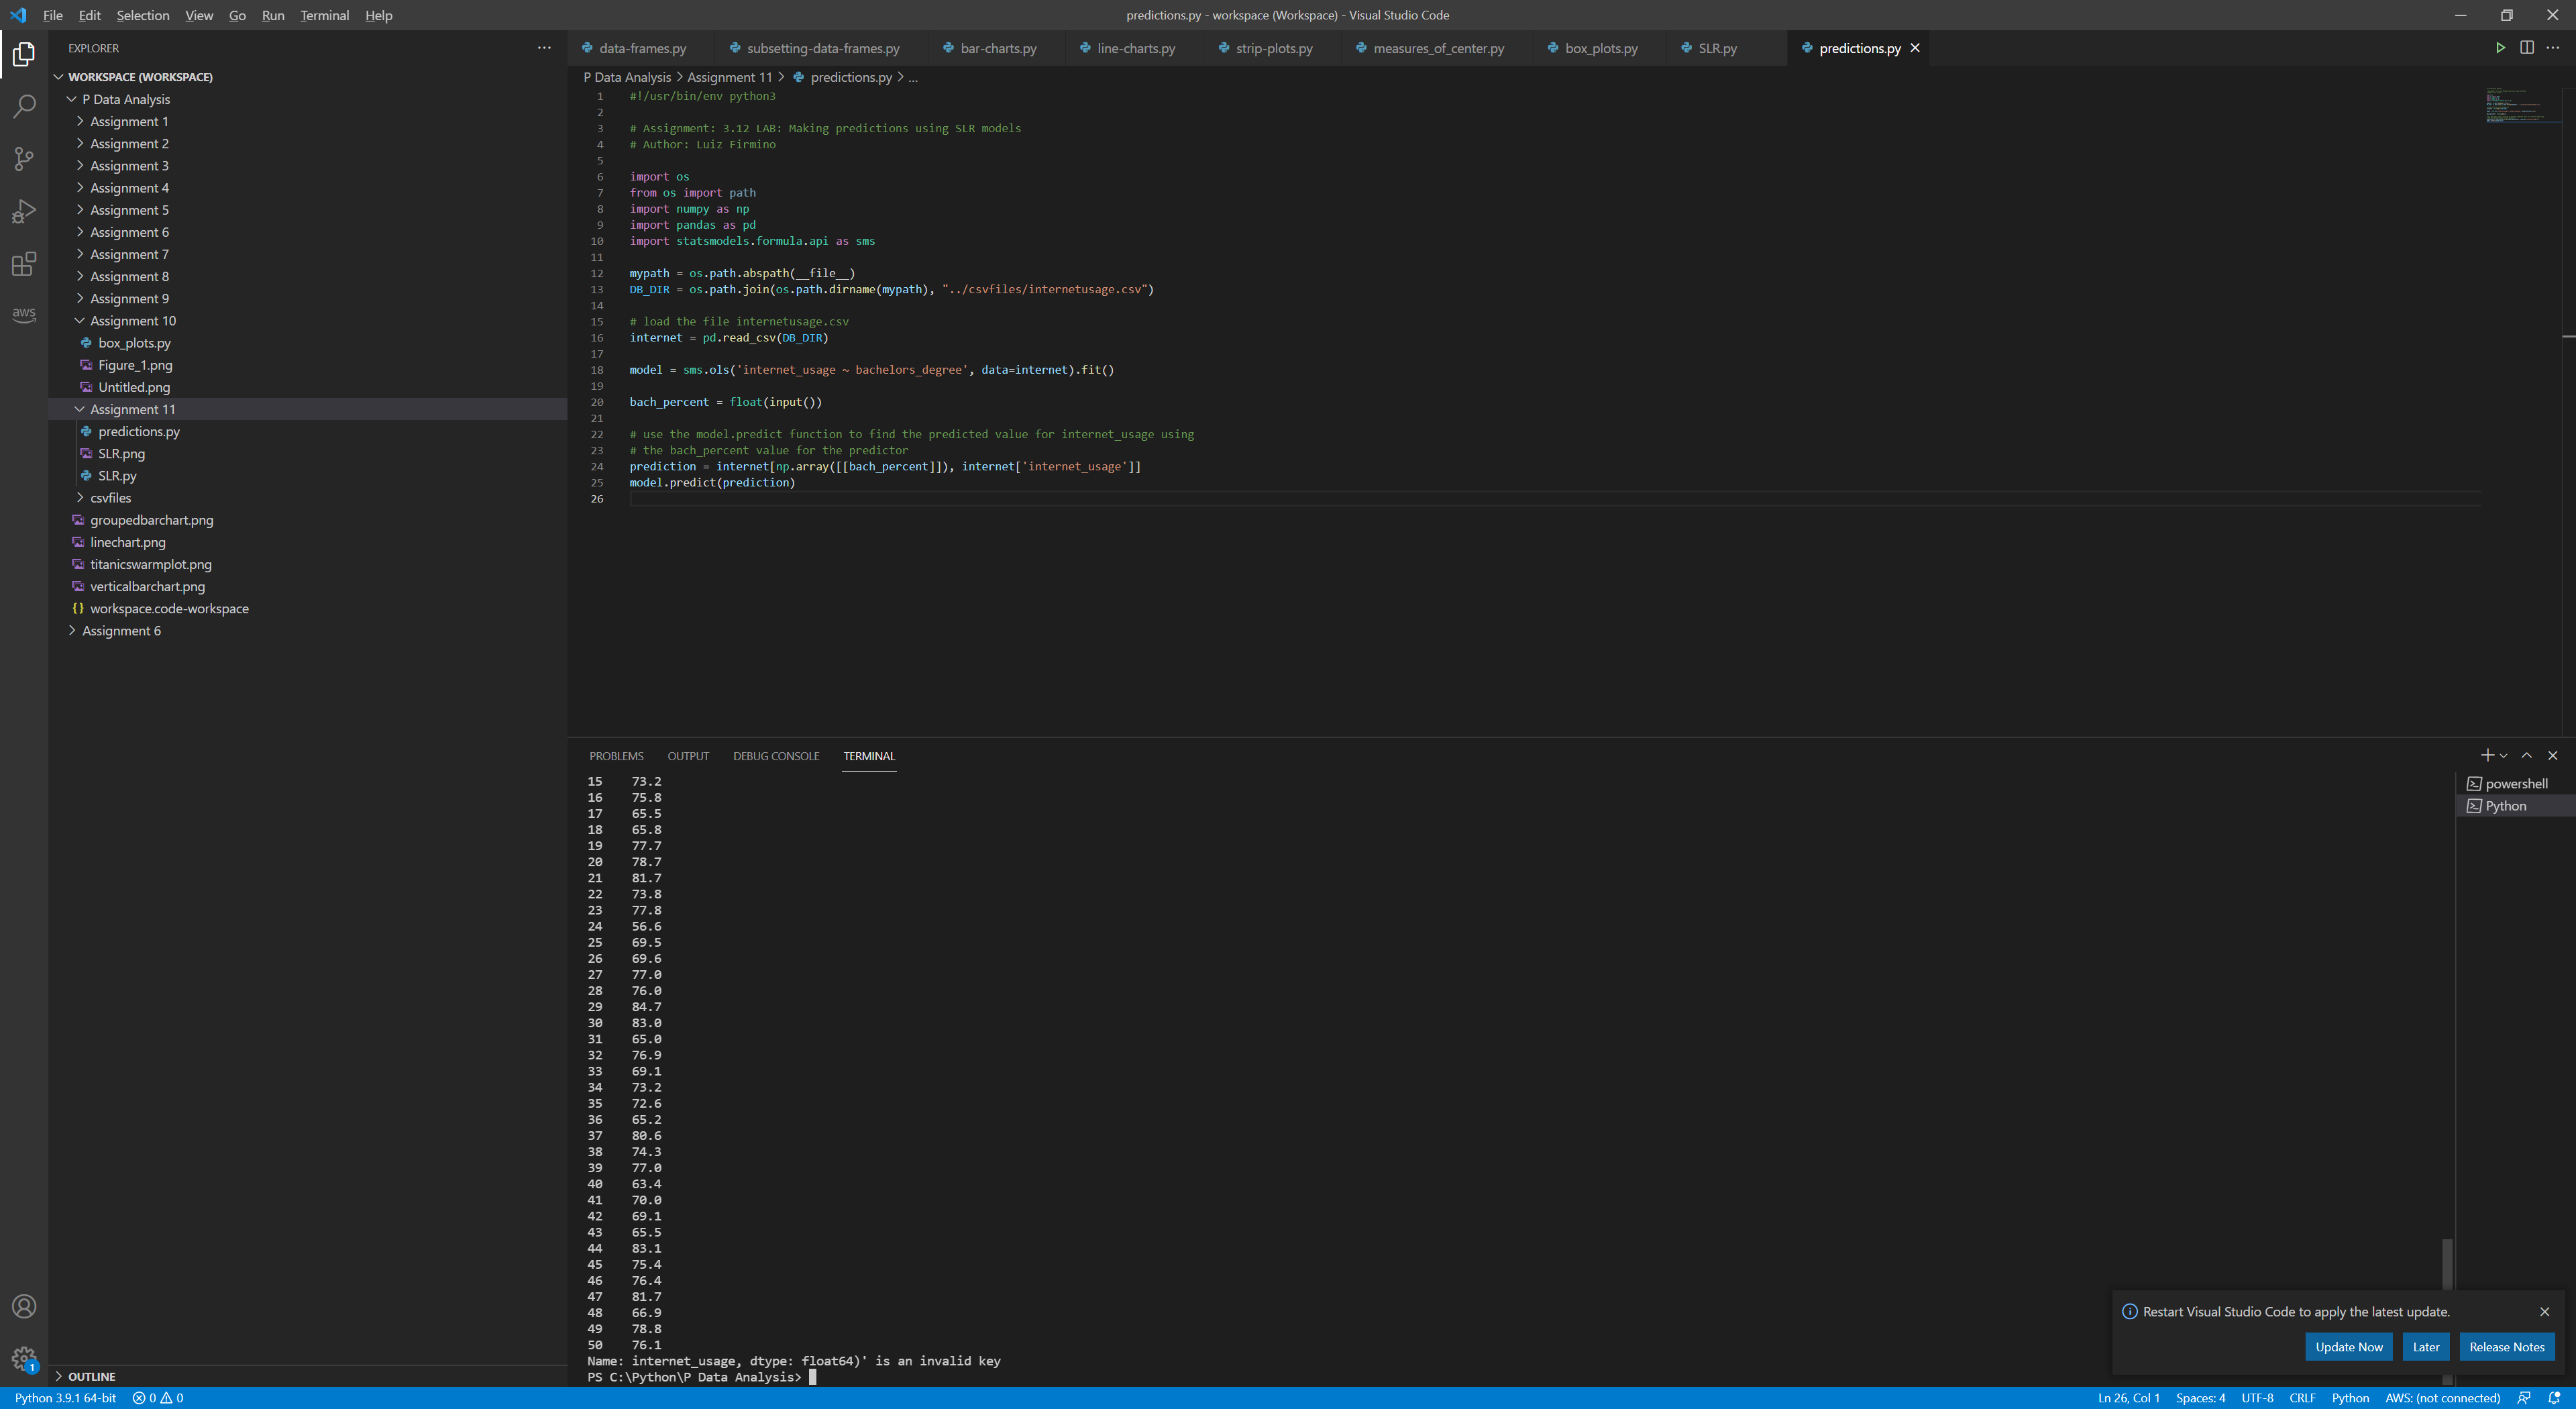 File Edit Selection View Go Run Terminal Help
predictions.py - workspace (Workspace) - Visual Studio Code
EXPLORER
WORKSPACE (WORKSPACE)
P Data Analysis
Assignment 1
Assignment 2
Assignment 3
Assignment 4
Assignment 5
Assignment 6
Assignment 7
Assignment 8
Assignment 9
Assignment 10
box_plots.py
Figure_1.png
Untitled.png
Assignment 11
predictions.py
SLR.png
SLR.py
csvfiles
groupedbarchart.png
linechart.png
titanicswarmplot.png
verticalbarchart.png
{} workspace.code-workspace
Assignment 6
OUTLINE
aws
1
data-frames.py subsetting-data-frames.py bar-charts.py line-charts.py strip-plots.py measures_of_center.py box_plots.py SLR.py predictions.py
P Data Analysis > Assignment 11 > predictions.py > ...
1 #!/usr/bin/env python3
2
3 # Assignment: 3.12 LAB: Making predictions using SLR models
4 # Author: Luiz Firmino
5
6 import os
7 from os import path
8 import numpy as np
9 import pandas as pd
10 import statsmodels.formula.api as sms
11
12 mypath = os.path.abspath(__file__)
13 DB_DIR = os.path.join(os.path.dirname(mypath), "../csvfiles/internetusage.csv")
14
15 # load the file internetusage.csv
16 internet = pd.read_csv(DB_DIR)
17
18 model = sms.ols('internet_usage ~ bachelors_degree', data=internet).fit()
19
20 bach_percent = float(input())
21
22 # use the model.predict function to find the predicted value for internet_usage using
23 # the bach_percent value for the predictor
24 prediction = internet[np.array([[bach_percent]]), internet['internet_usage']]
25 model.predict(prediction)
26
PROBLEMS OUTPUT DEBUG CONSOLE TERMINAL
15 73.2
16 75.8
17 65.5
18 65.8
19 77.7
20 78.7
21 81.7
22 73.8
23 77.8
24 56.6
25 69.5
26 69.6
27 77.0
28 76.0
29 84.7
30 83.0
31 65.0
32 76.9
33 69.1
34 73.2
35 72.6
36 65.2
37 80.6
38 74.3
39 77.0
40 63.4
41 70.0
42 69.1
43 65.5
44 83.1
45 75.4
46 76.4
47 81.7
48 66.9
49 78.8
50 76.1
Name: internet_usage, dtype: float64)' is an invalid key
PS C:\Python\P Data Analysis>
powershell
Python
Restart Visual Studio Code to apply the latest update.
Update Now Later Release Notes
Python 3.9.1 64-bit 0 0 Ln 26, Col 1 Spaces: 4 UTF-8 CRLF Python AWS: (not connected)